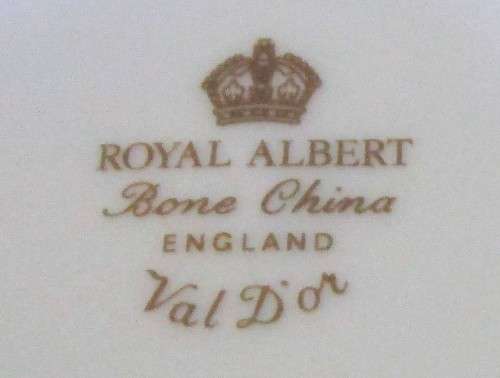 ROYAL ALBERT
Bone China
ENGLAND
Val D'or